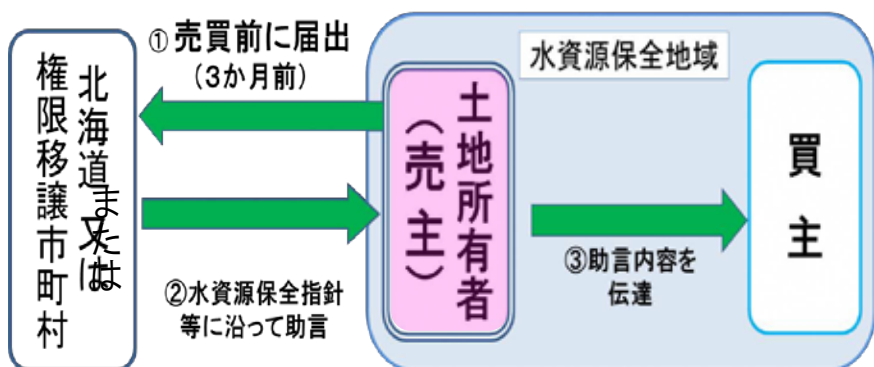 ① 売買前に届出
(３か月前)
水資源保全地域
北海道 又は
または
権限移譲市町村
土地所有者
(売主)
買主
②水資源保全指針
等に沿って助言
③助言内容を
伝達